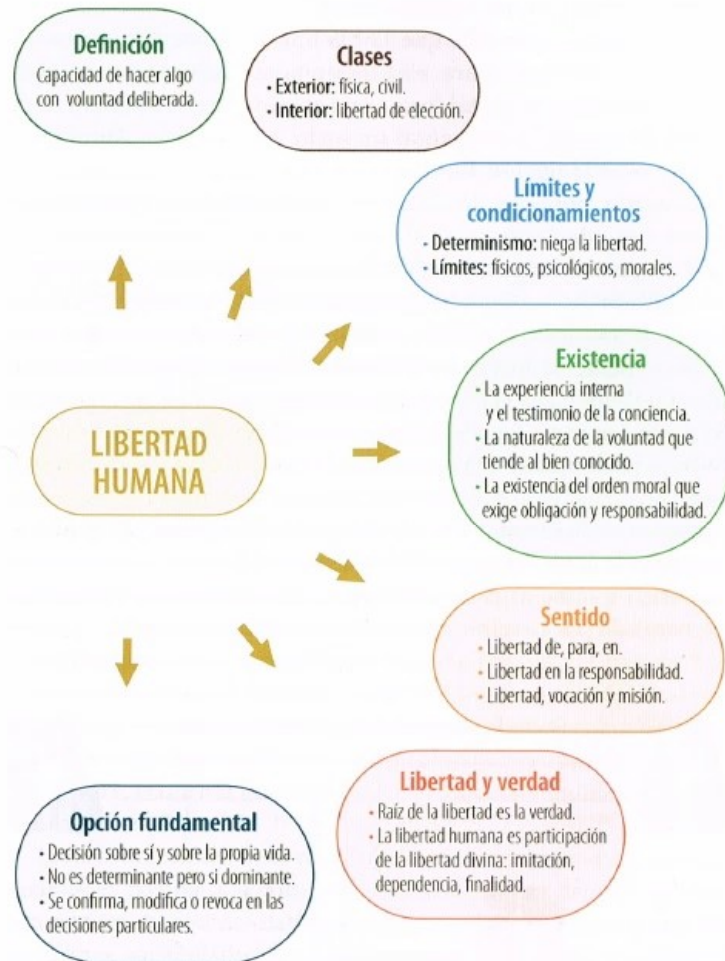 Definición
Capacidad de hacer algo
con voluntad deliberada.
Clases
• Exterior: física, civil.
• Interior: libertad de elección.
Límites y
condicionamientos
• Determinismo: niega la libertad.
• Límites: físicos, psicológicos, morales.
Existencia
• La experiencia interna
y el testimonio de la conciencia.
• La naturaleza de la voluntad que
tiende al bien conocido.
• La existencia del orden moral que
exige obligación y responsabilidad.
LIBERTAD
HUMANA
Sentido
• Libertad de, para, en.
• Libertad en la responsabilidad.
• Libertad, vocación y misión.
Libertad y verdad
• Raíz de la libertad es la verdad.
• La libertad humana es participación
de la libertad divina: imitación,
dependencia, finalidad.
Opción fundamental
• Decisión sobre sí y sobre la propia vida.
• No es determinante pero si dominante.
• Se confirma, modifica o revoca en las
decisiones particulares.